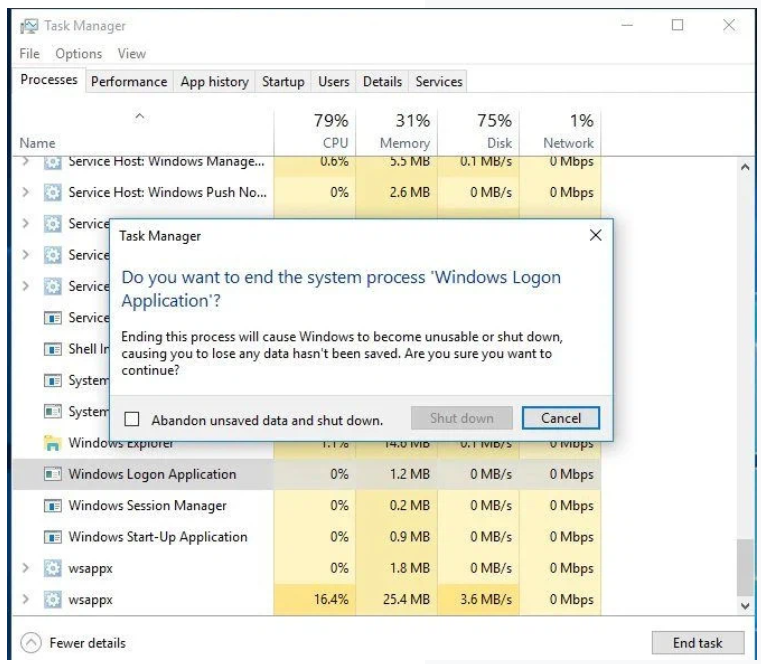 Task Manager
File Options View
Processes Performance App history Startup Users Details Services
79% 31% 75% 1%
Name CPU Memory Disk Network
Service Host: Windows Manage... 0.6% 5.5 MB 0.1 MB/s 0 Mbps
Service Host: Windows Push No... 0% 2.6 MB 0 MB/s 0 Mbps
Service
Service
Service
Service
Shell In
System
System
Task Manager
Do you want to end the system process 'Windows Logon
Application'?
Ending this process will cause Windows to become unusable or shut down,
causing you to lose any data hasn't been saved. Are you sure you want to
continue?
Abandon unsaved data and shut down. Shut down Cancel
Windows Explorer 1.1% 14.6 MB 0.1 MB/s 0 Mbps
Windows Logon Application 0% 1.2 MB 0 MB/s 0 Mbps
Windows Session Manager 0% 0.2 MB 0 MB/s 0 Mbps
Windows Start-Up Application 0% 0.9 MB 0 MB/s 0 Mbps
wsappx 0% 1.8 MB 0 MB/s 0 Mbps
wsappx 16.4% 25.4 MB 3.6 MB/s 0 Mbps
Fewer details End task